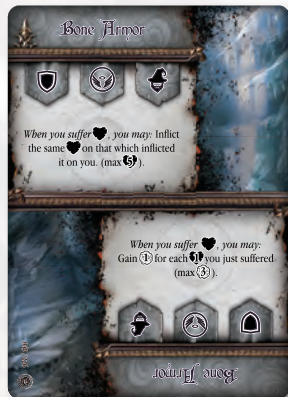 Bone Armor
When you suffer , you may: Inflict
the same on that which inflicted
it on you. (max 5 ).
When you suffer , you may:
Gain 1 for each 1 you just suffered
(max 3 ).
Bone Armor